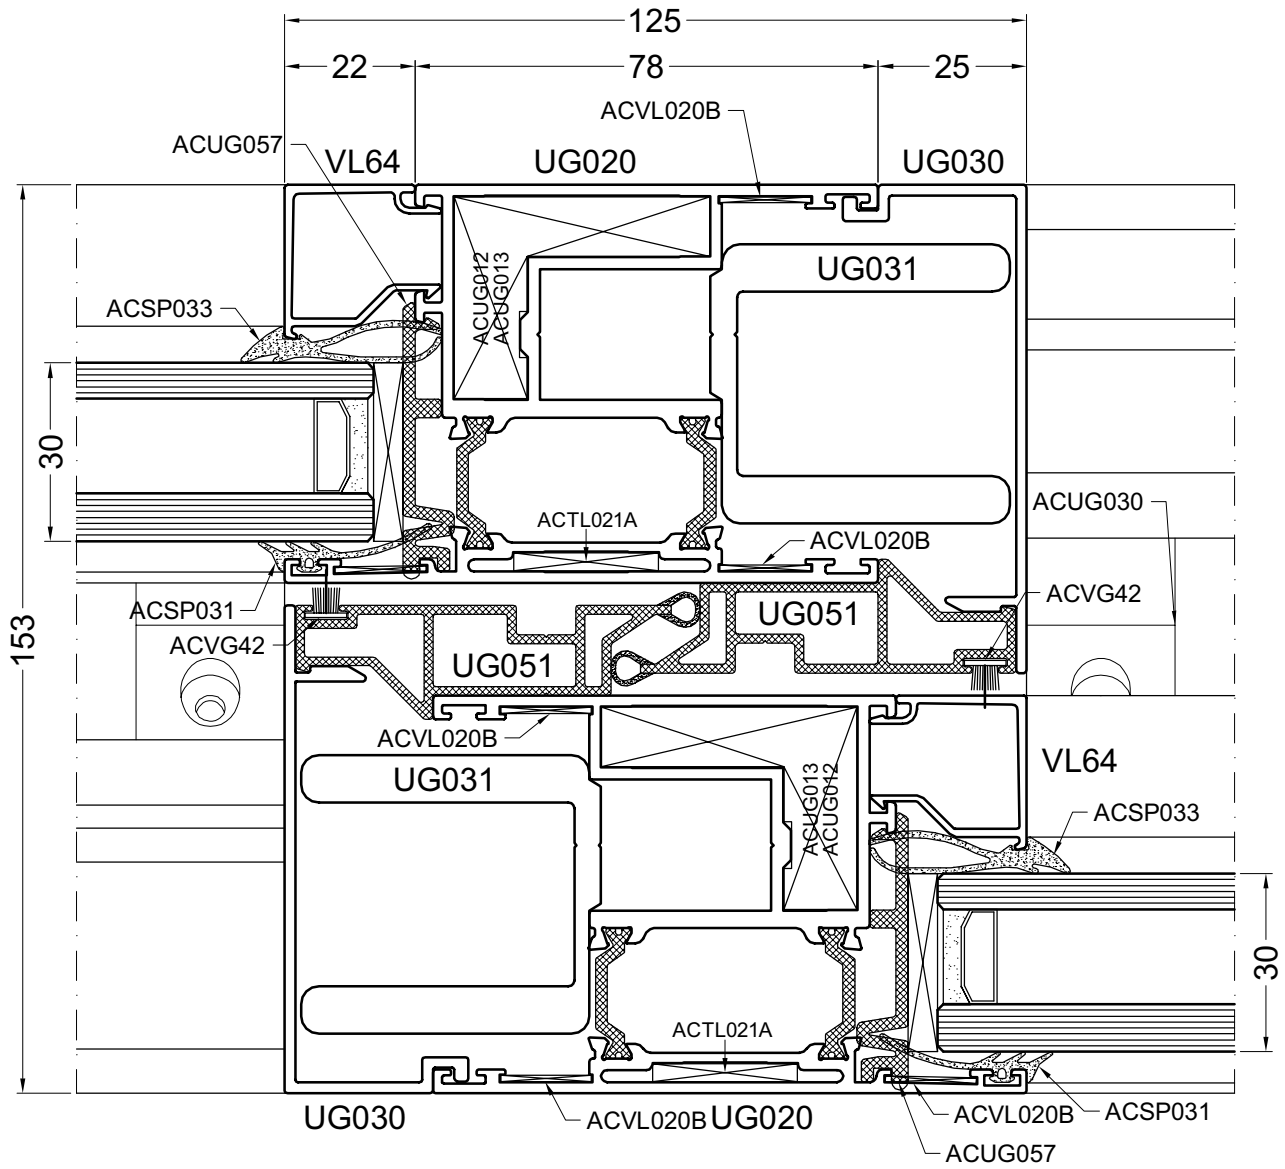 125
22 78 25
ACVL020B
ACUG057 VL64 UG020 UG030
ACUG012
ACUG013
UG031
ACSP033
30
ACUG030
ACTL021A ACVL020B
ACSP031 UG051 ACVG42
ACVG42 UG051
153
ACVL020B
UG031 VL64
ACUG013
ACUG012
ACSP033
30
ACTL021A
UG030 ACVL020B UG020 ACVL020B ACSP031
ACUG057